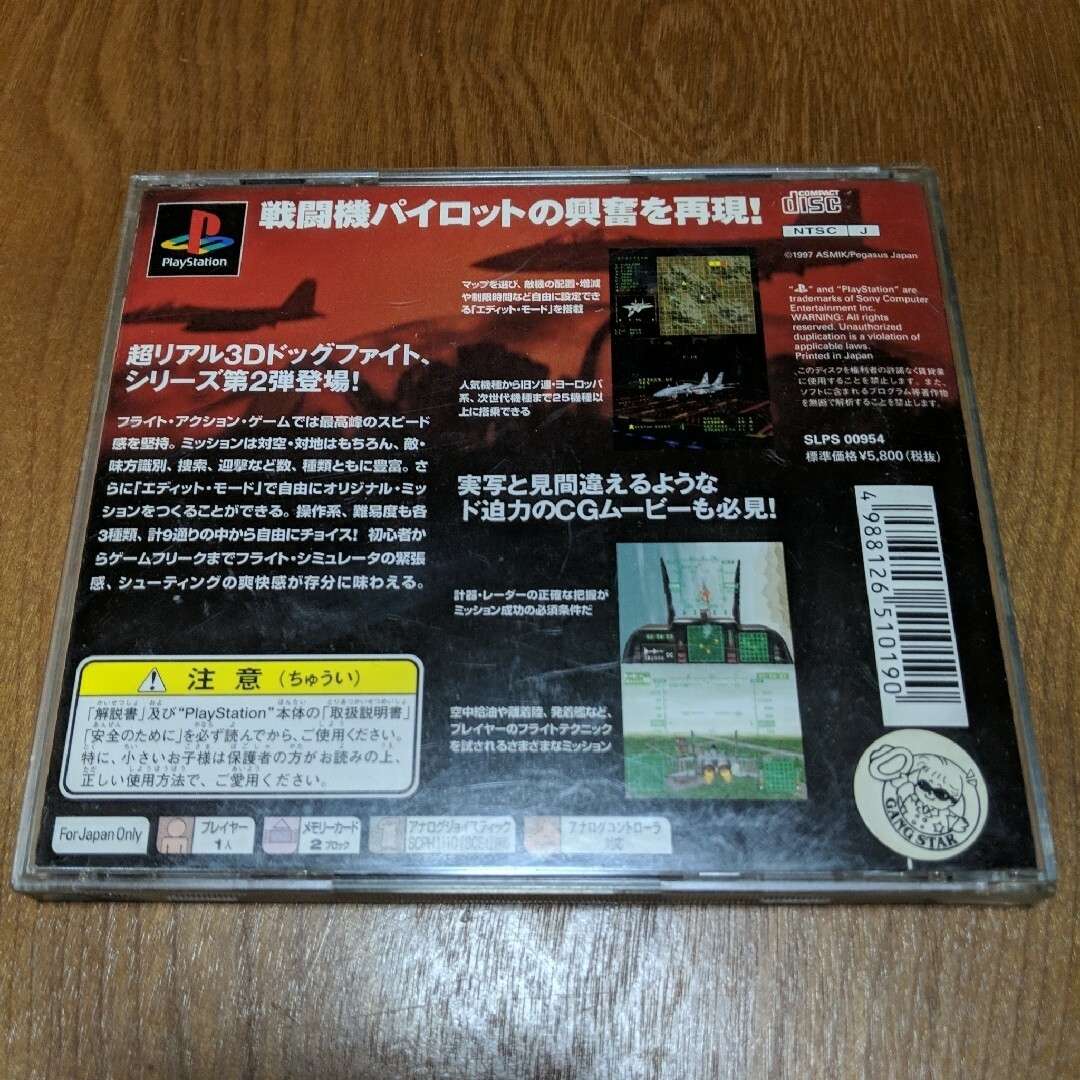 戦闘機パイロットの興奮を再現!
COMPACT
disc
NTSC J
PlayStation
©1997 ASMIK/Pegasus Japan
マップを選び、敵機の配置・増減
や制限時間など自由に設定でき
る「エディット・モード」を搭載
" " and "PlayStation" are
trademarks of Sony Computer
Entertainment Inc.
WARNING: All rights
reserved. Unauthorized
duplication is a violation of
applicable laws.
Printed in Japan
このディスクを権利者の許諾なく賃貸業
に使用することを禁止します。また、
ソフトに含まれるプログラム等著作物
を無断で解析することも禁止します。
超リアル3Dドッグファイト、
シリーズ第2弾登場!
人気機種から旧ソ連・ヨーロッパ
系、次世代機種まで25機種以
上に搭乗できる
SLPS 00954
標準価格¥5,800(税抜)
フライト・アクション・ゲームでは最高峰のスピード
感を堅持。ミッションは対空・対地はもちろん、敵・
味方識別、捜索、迎撃など数、種類ともに豊富。さ
らに「エディット・モード」で自由にオリジナル・ミッ
ションをつくることができる。操作系、難易度も各
3種類、計9通りの中から自由にチョイス! 初心者か
らゲームフリークまでフライト・シミュレータの緊張
感、シューティングの爽快感が存分に味わえる。
実写と見間違えるような
ド迫力のCGムービーも必見!
計器・レーダーの正確な把握が
ミッション成功の必須条件だ
4 988126 510190
空中給油や離着陸、発着艦など、
プレイヤーのフライトテクニック
を試されるさまざまなミッション
注意(ちゅうい)
「解説書」及び"PlayStation"本体の「取扱説明書」
「安全のために」を必ず読んでから、ご使用ください。
特に、小さいお子様は保護者の方がお読みの上、
正しい使用方法で、ご愛用ください。
For Japan Only
プレイヤー
1人
メモリーカード
2ブロック
アナログジョイスティック
SCPH1110(SCE)対応
アナログコントローラ
対応
GANG STAR